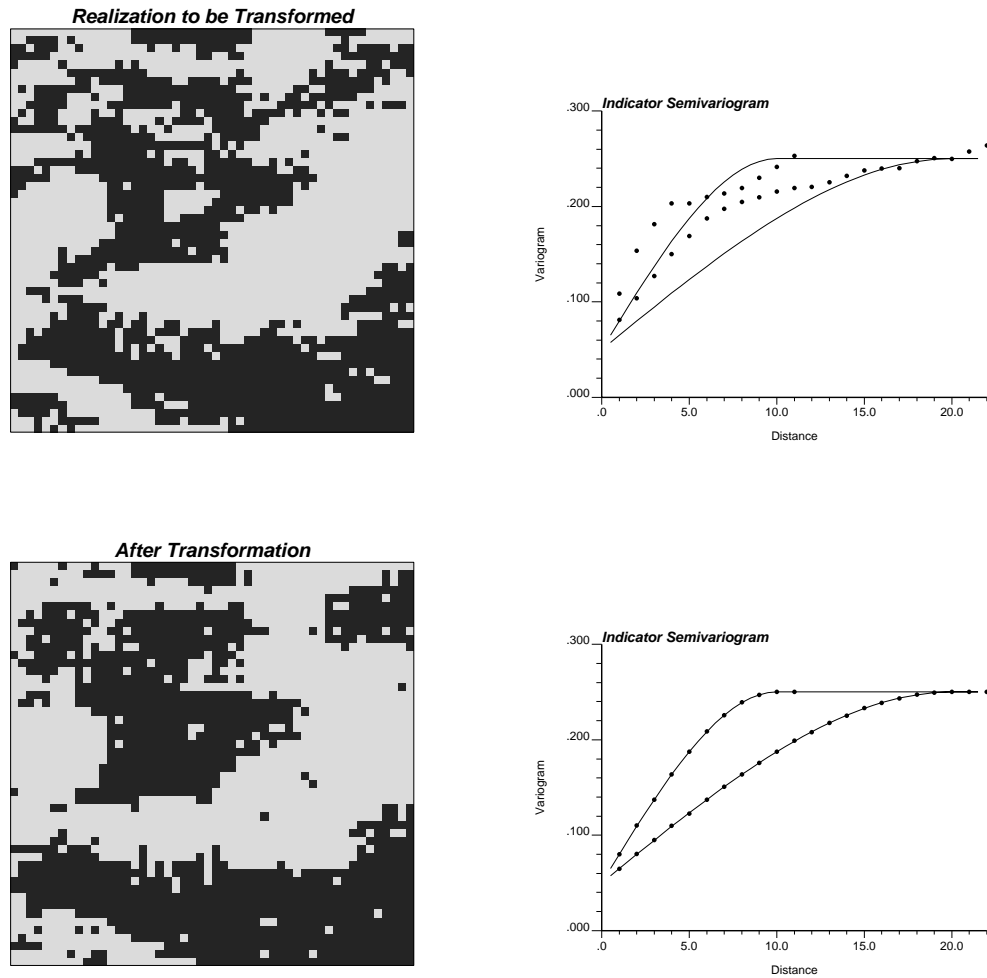 Realization to be Transformed
Indicator Semivariogram
Variogram
.300
.200
.100
.000
.0
5.0
10.0
15.0
20.0
Distance
After Transformation
Indicator Semivariogram
Variogram
.300
.200
.100
.000
.0
5.0
10.0
15.0
20.0
Distance